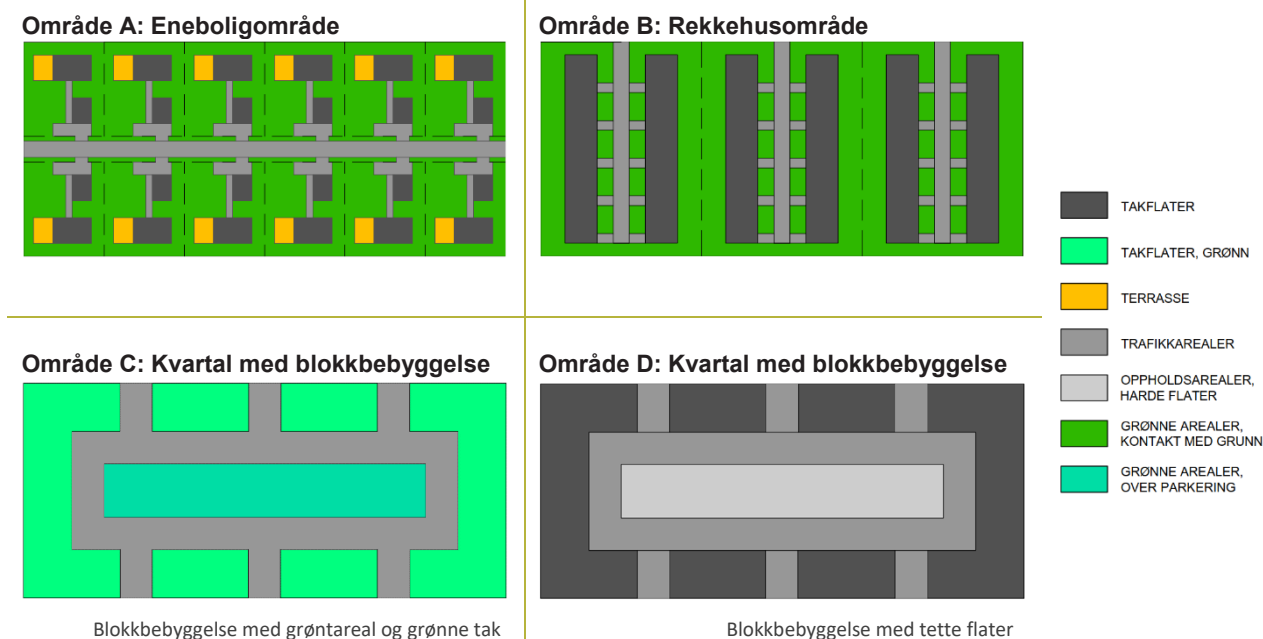 Område A: Eneboligområde
Område B: Rekkehusområde
TAKFLATER
TAKFLATER, GRØNN
TERRASSE
TRAFIKKAREALER
OPPHOLDSAREALER,
HARDE FLATER
GRØNNE AREALER,
KONTAKT MED GRUNN
GRØNNE AREALER,
OVER PARKERING
Område C: Kvartal med blokkbebyggelse
Område D: Kvartal med blokkbebyggelse
Blokkbebyggelse med grøntareal og grønne tak
Blokkbebyggelse med tette flater